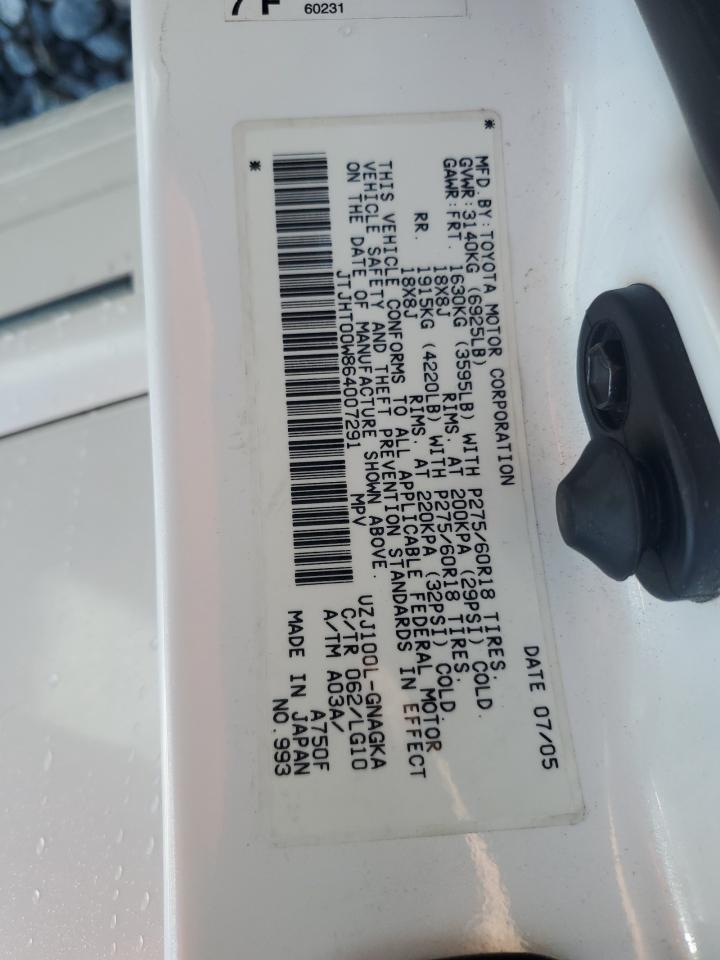 60231
MFD. BY: TOYOTA MOTOR CORPORATION DATE 07/05
GVWR: 3140KG (6925LB)
GAWR: FRT. 1630KG (3595LB) WITH P275/60R18 TIRES.
18X8J RIMS. AT 200KPA (29PSI) COLD.
RR. 1915KG (4220LB) WITH P275/60R18 TIRES.
18X8J RIMS. AT 220KPA (32PSI) COLD.
THIS VEHICLE CONFORMS TO ALL APPLICABLE FEDERAL MOTOR
VEHICLE SAFETY AND THEFT PREVENTION STANDARDS IN EFFECT
ON THE DATE OF MANUFACTURE SHOWN ABOVE.
JTJHT00W864007291 MPV
UZJ100L-GNAGKA
C/TR 062/LG10
A/TM A03A/
A750F
MADE IN JAPAN
NO.993